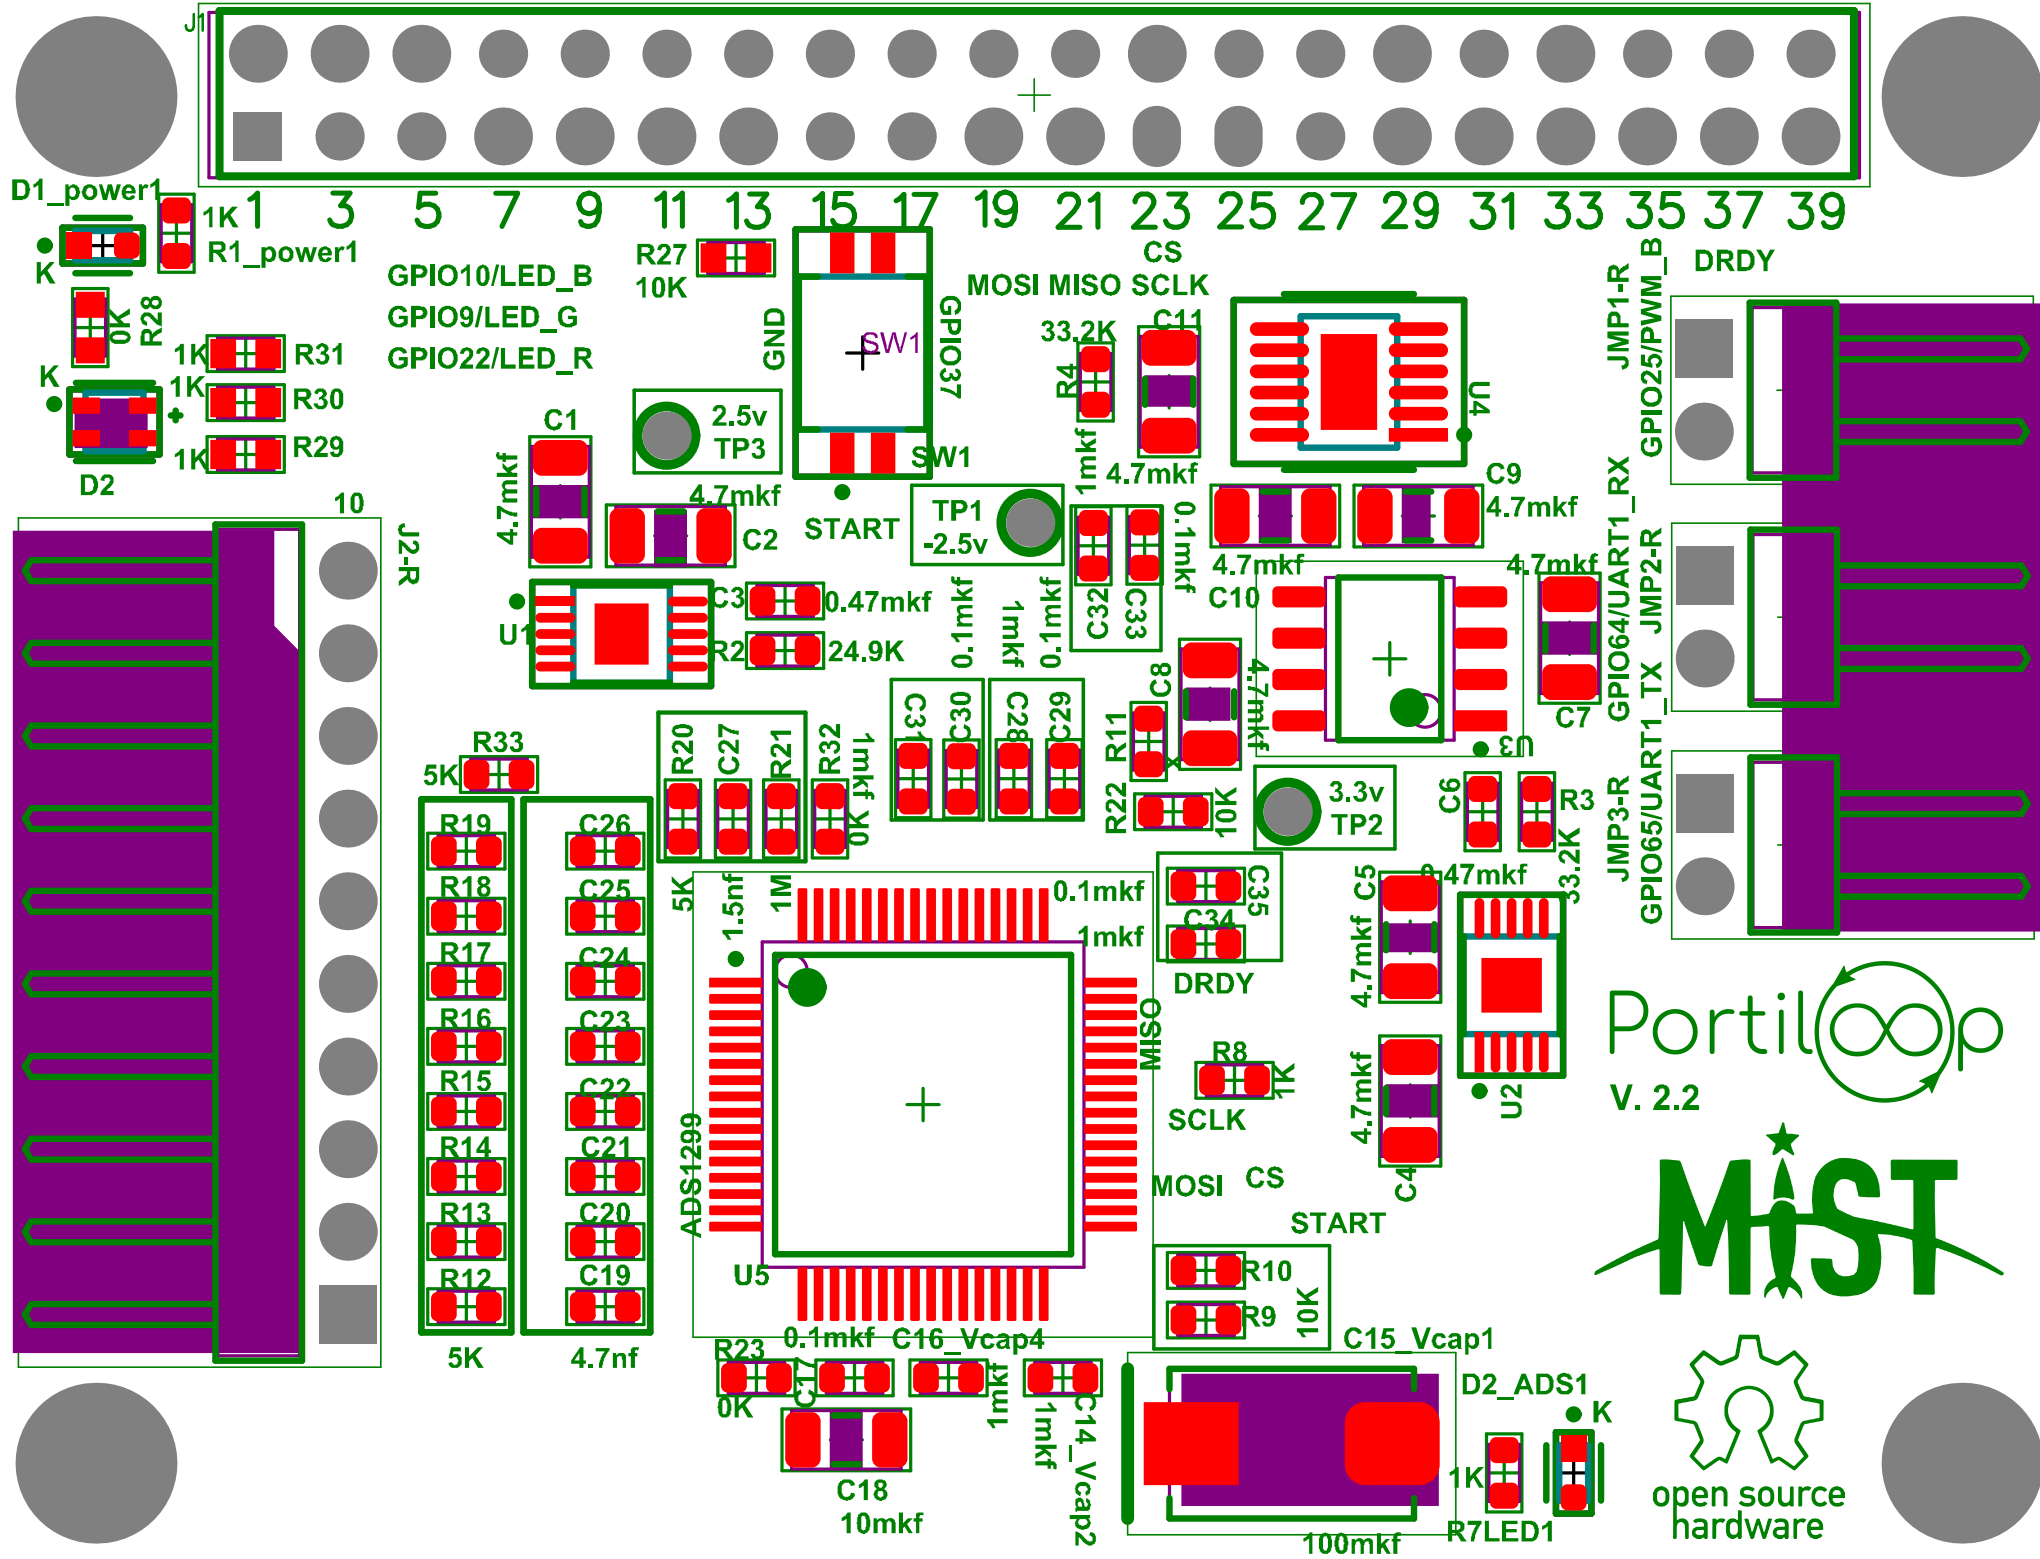 J1
1 3 5 7 9 11 13 15 17 19 21 23 25 27 29 31 33 35 37 39
D1_power1
1K
R1_power1
K
0K
R28
GPIO10/LED_B
GPIO9/LED_G
GPIO22/LED_R
R27
10K
GND
SW1
GPIO37
SW1
START
CS
MOSI MISO SCLK
DRDY
JMP1-R
GPIO25/PWM_B
1K R31
1K R30
1K R29
K
D2
33.2K
R4
1mkf
C11
4.7mkf
U4
2.5v
TP3
C1
4.7mkf
4.7mkf
C2
TP1
-2.5v
C9
4.7mkf
4.7mkf
C10
4.7mkf
C7
10
J2-R
U1
C3 0.47mkf
R2 24.9K
0.1mkf
1mkf
0.1mkf
C32
C33
0.1mkf
GPIO64/UART1_RX
JMP2-R
C31
C30
C28
C29
C8
4.7mkf
R11
x
U3
R33
5K
R20
C27
R21
R32
1mkf
0K
R22
10K
3.3v
TP2
C6
R3
33.2K
0.47mkf
JMP3-R
GPIO65/UART1_TX
R19 C26
R18 C25
R17 C24
R16 C23
R15 C22
R14 C21
R13 C20
R12 C19
5K 4.7nf
5K
1.5nf
1M
0.1mkf
C35
C34
1mkf
DRDY
C5
4.7mkf
U2
MISO
R8
1K
SCLK
4.7mkf
C4
ADS1299
MOSI CS
START
U5
R10
R9
10K
Portiloop
V. 2.2
MiST
R23
0K
0.1mkf
C17
C16_Vcap4
1mkf
1mkf
C14_Vcap2
C18
10mkf
C15_Vcap1
100mkf
D2_ADS1
K
1K
R7LED1
open source
hardware